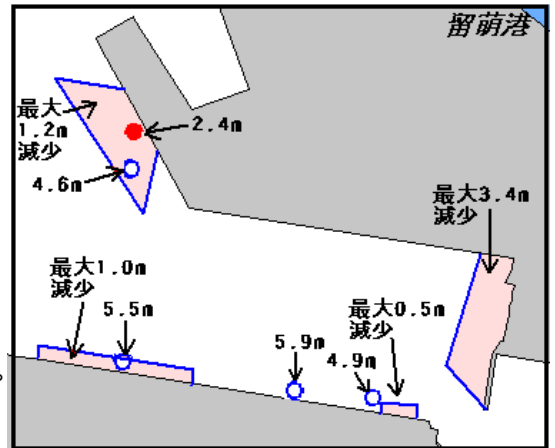 留萌港
最大
1.2m
減少
2.4m
4.6m
最大3.4m
減少
最大1.0m
減少
5.5m
最大0.5m
減少
5.9m
4.9m